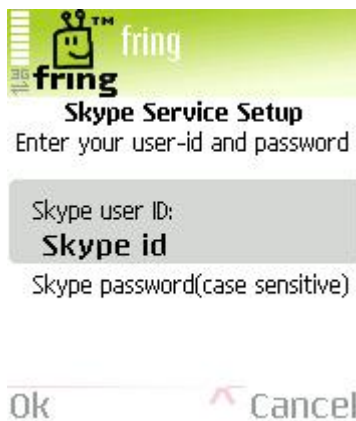 TM
fring
fring
3G
Skype Service Setup
Enter your user-id and password
Skype user ID:
Skype id
Skype password(case sensitive)
Ok Cancel